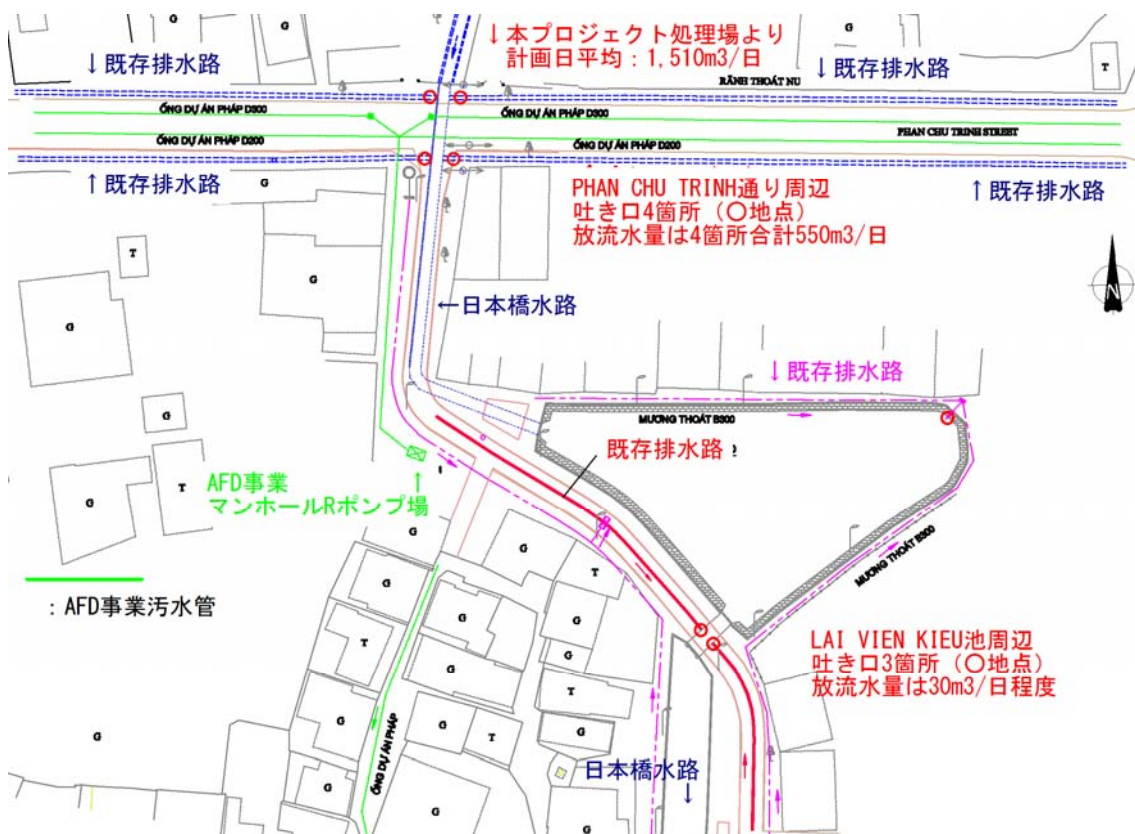 G
G
G
↓本プロジェクト処理場より
計画日平均：1,510m3/日
↓既存排水路
↓既存排水路
T
RÃNH THOÁT NU
ỐNG DỰ ÁN PHÁP D300
ỐNG DỰ ÁN PHÁP D300
PHAN CHU TRINH STREET
ỐNG DỰ ÁN PHÁP D200
ỐNG DỰ ÁN PHÁP D200
↑既存排水路
G
↑既存排水路
PHAN CHU TRINH通り周辺
吐き口4箇所（〇地点）
放流水量は4箇所合計550m3/日
T
G
N
←日本橋水路
G
↓既存排水路
G
MƯƠNG THOÁT B300
既存排水路
T
AFD事業
マンホールRポンプ場
↑
G
G
G
T
MƯƠNG THOÁT B300
：AFD事業汚水管
G
G
T
G
G
LAI VIEN KIEU池周辺
吐き口3箇所（〇地点）
放流水量は30m3/日程度
T
G
G
T
G
G
ỐNG DỰ ÁN PHÁP
日本橋水路
↓
G
G
G
G